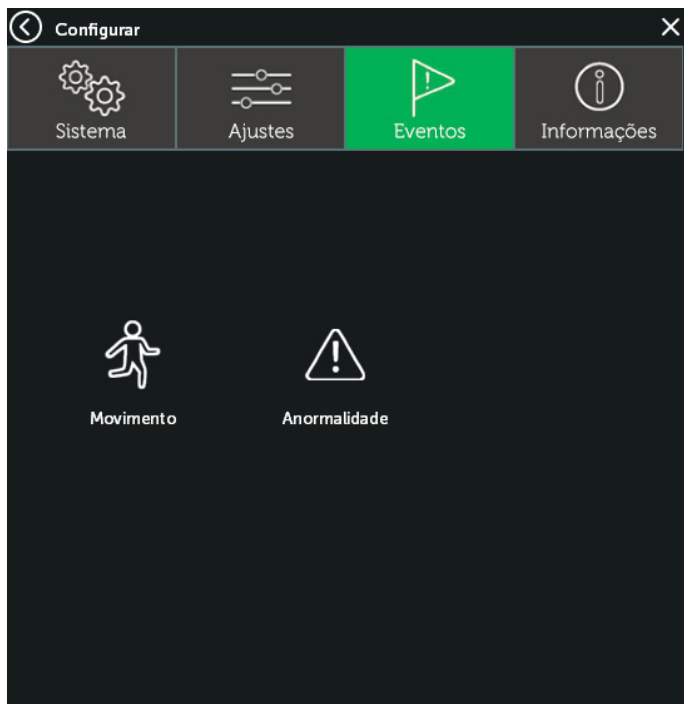 Configurar
Sistema Ajustes Eventos Informações
Movimento Anormalidade